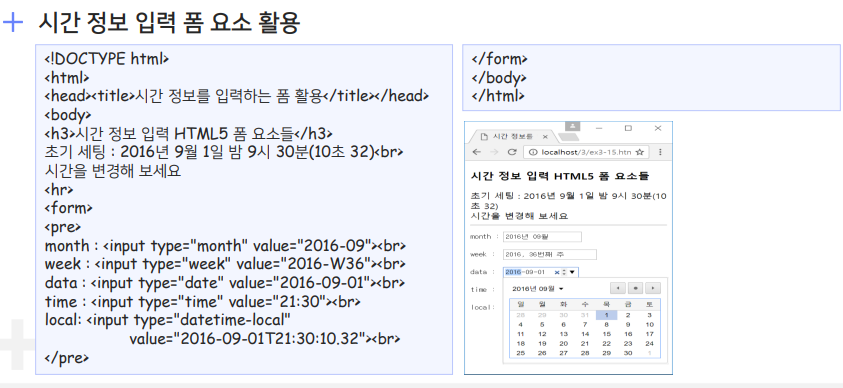 시간 정보 입력 폼 요소 활용
<!DOCTYPE html>
<html>
<head><title>시간 정보를 입력하는 폼 활용</title></head>
<body>
<h3>시간 정보 입력 HTML5 폼 요소들</h3>
초기 세팅 : 2016년 9월 1일 밤 9시 30분(10초 32)<br>
시간을 변경해 보세요
<hr>
<form>
<pre>
month : <input type="month" value="2016-09"><br>
week : <input type="week" value="2016-W36"><br>
data : <input type="date" value="2016-09-01"><br>
time : <input type="time" value="21:30"><br>
local: <input type="datetime-local"
value="2016-09-01T21:30:10.32"><br>
</pre>
</form>
</body>
</html>
시간 정보를
localhost/3/ex3-15.htm
시간 정보 입력 HTML5 폼 요소들
초기 세팅 : 2016년 9월 1일 밤 9시 30분(10
초 32)
시간을 변경해 보세요
month : 2016년 09월
week : 2016, 36번째 주
data : 2016-09-01
time :
local:
2016년 09월
일 월 화 수 목 금 토
28 29 30 31 1 2 3
4 5 6 7 8 9 10
11 12 13 14 15 16 17
18 19 20 21 22 23 24
25 26 27 28 29 30 1